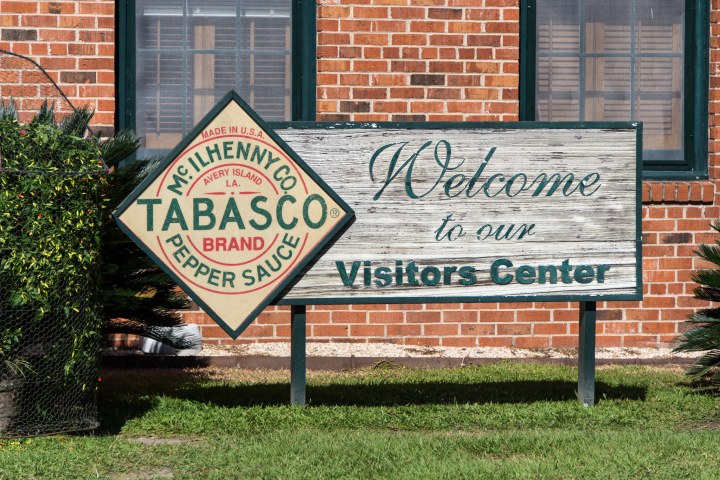 MADE IN U.S.A.
McILHENNY CO.
AVERY ISLAND
LA.
TABASCO®
BRAND
PEPPER SAUCE
Welcome
to our
Visitors Center